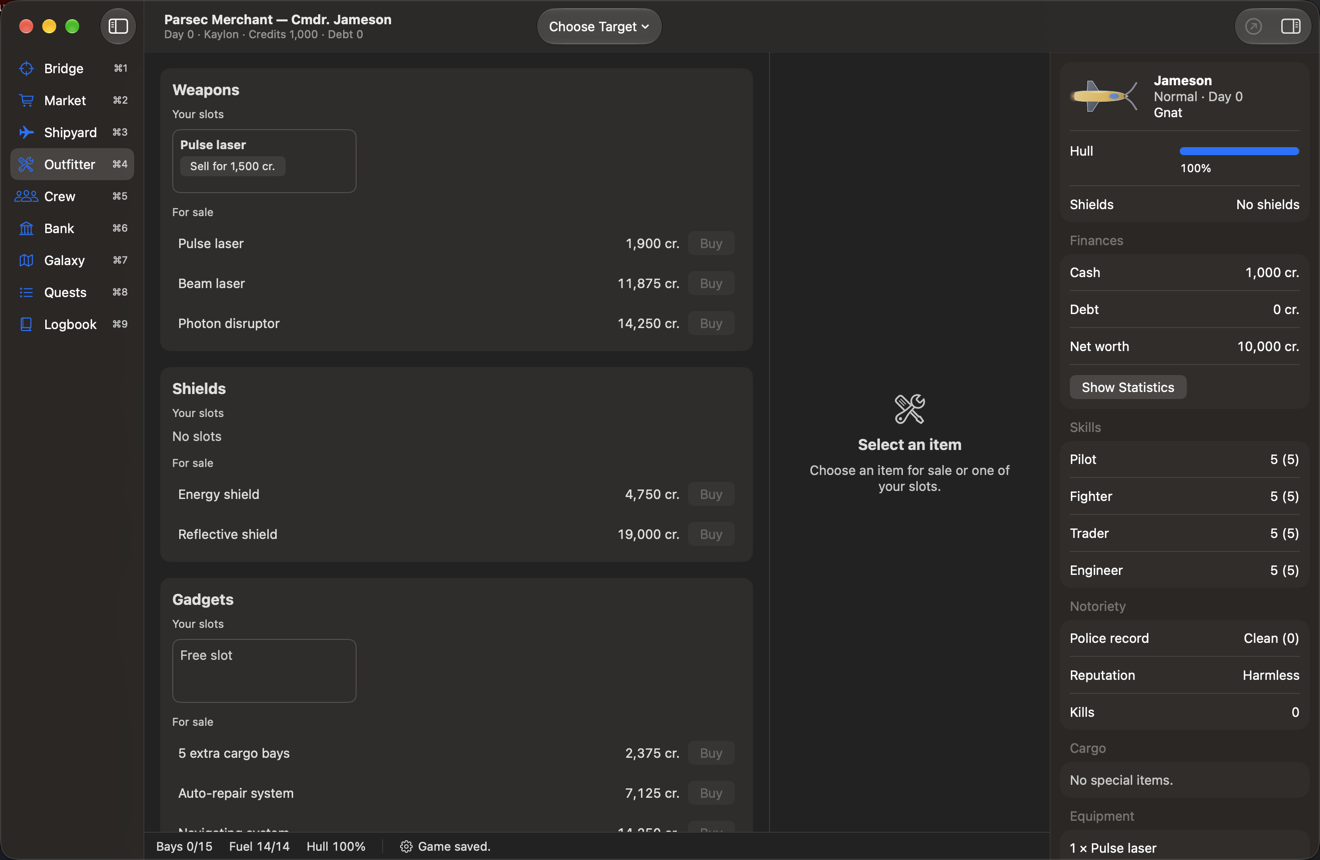 Parsec Merchant — Cmdr. Jameson
Day 0 · Kaylon · Credits 1,000 · Debt 0
Choose Target
Bridge ⌘1
Market ⌘2
Shipyard ⌘3
Outfitter ⌘4
Crew ⌘5
Bank ⌘6
Galaxy ⌘7
Quests ⌘8
Logbook ⌘9
Weapons
Your slots
Pulse laser
Sell for 1,500 cr.
For sale
Pulse laser 1,900 cr. Buy
Beam laser 11,875 cr. Buy
Photon disruptor 14,250 cr. Buy
Shields
Your slots
No slots
For sale
Energy shield 4,750 cr. Buy
Reflective shield 19,000 cr. Buy
Gadgets
Your slots
Free slot
For sale
5 extra cargo bays 2,375 cr. Buy
Auto-repair system 7,125 cr. Buy
Navigating system 14,250 cr. Buy
Bays 0/15 Fuel 14/14 Hull 100% Game saved.
Select an item
Choose an item for sale or one of
your slots.
Jameson
Normal · Day 0
Gnat
Hull
100%
Shields No shields
Finances
Cash 1,000 cr.
Debt 0 cr.
Net worth 10,000 cr.
Show Statistics
Skills
Pilot 5 (5)
Fighter 5 (5)
Trader 5 (5)
Engineer 5 (5)
Notoriety
Police record Clean (0)
Reputation Harmless
Kills 0
Cargo
No special items.
Equipment
1 × Pulse laser